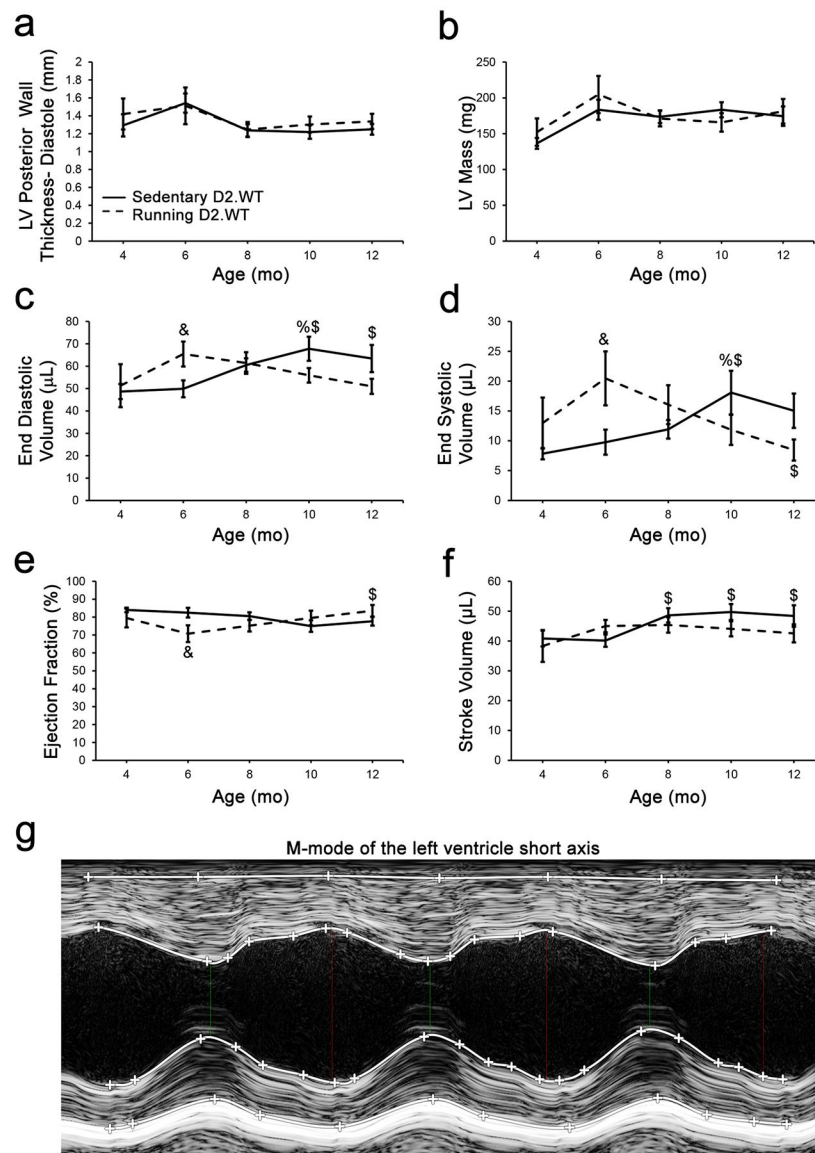 a
LV Posterior Wall
Thickness- Diastole (mm)
2
1.8
1.6
1.4
1.2
1
0.8
0.6
0.4
0.2
0
Sedentary D2.WT
Running D2.WT
4 6 8 10 12
Age (mo)
b
LV Mass (mg)
250
200
150
100
50
0
4 6 8 10 12
Age (mo)
c
End Diastolic
Volume (µL)
80
70
60
50
40
30
20
10
0
& %$ $
4 6 8 10 12
Age (mo)
d
End Systolic
Volume (µL)
30
25
20
15
10
5
0
& %$
$
4 6 8 10 12
Age (mo)
e
Ejection Fraction (%)
100
90
80
70
60
50
40
30
20
10
0
$
&
4 6 8 10 12
Age (mo)
f
Stroke Volume (µL)
60
50
40
30
20
10
0
$ $ $
4 6 8 10 12
Age (mo)
g
M-mode of the left ventricle short axis